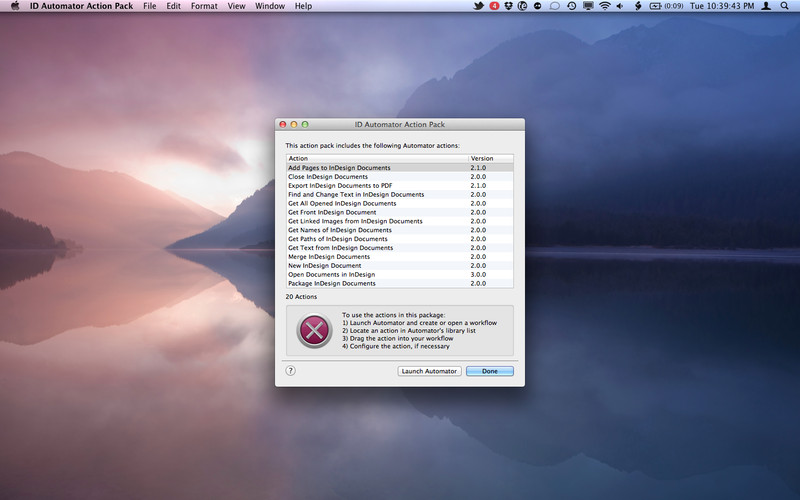 ID Automator Action Pack File Edit Format View Window Help 4 (0:09) Tue 10:39:43 PM
ID Automator Action Pack
This action pack includes the following Automator actions:
Action Version
Add Pages to InDesign Documents 2.1.0
Close InDesign Documents 2.0.0
Export InDesign Documents to PDF 2.1.0
Find and Change Text in InDesign Documents 2.0.0
Get All Opened InDesign Documents 2.0.0
Get Front InDesign Document 2.0.0
Get Linked Images from InDesign Documents 2.0.0
Get Names of InDesign Documents 2.0.0
Get Paths of InDesign Documents 2.0.0
Get Text from InDesign Documents 2.0.0
Merge InDesign Documents 2.0.0
New InDesign Document 2.0.0
Open Documents in InDesign 3.0.0
Package InDesign Documents 2.0.0
20 Actions
To use the actions in this package:
1) Launch Automator and create or open a workflow
2) Locate an action in Automator's library list
3) Drag the action into your workflow
4) Configure the action, if necessary
? Launch Automator Done